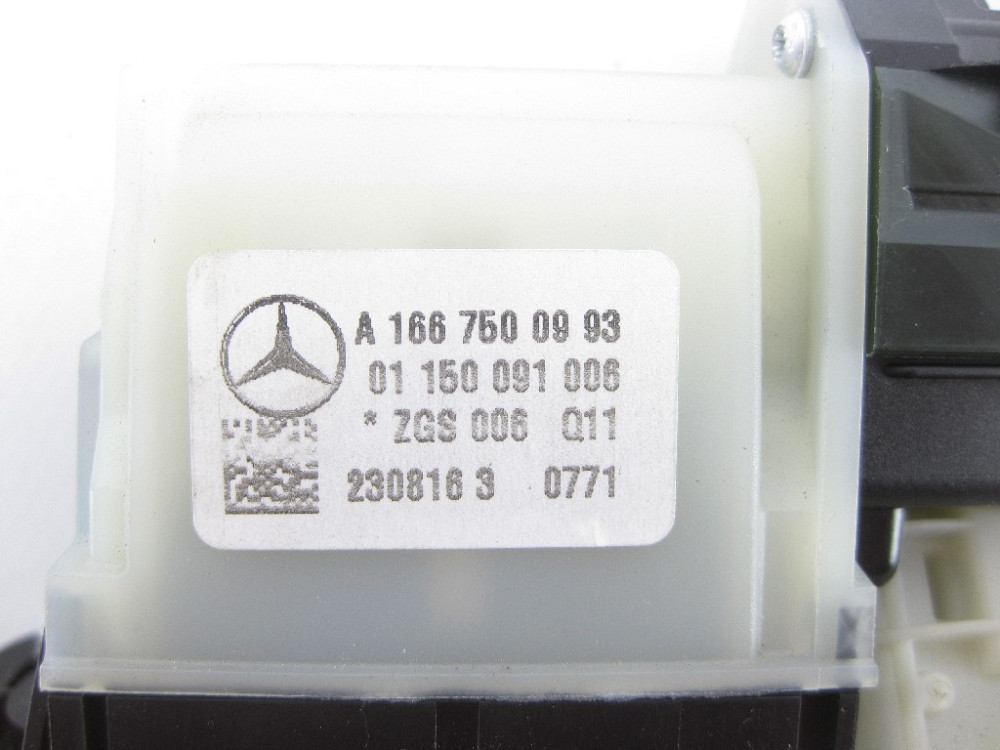 A 166 750 09 93
01 150 091 006
* ZGS 006 Q11
230816 3 0771